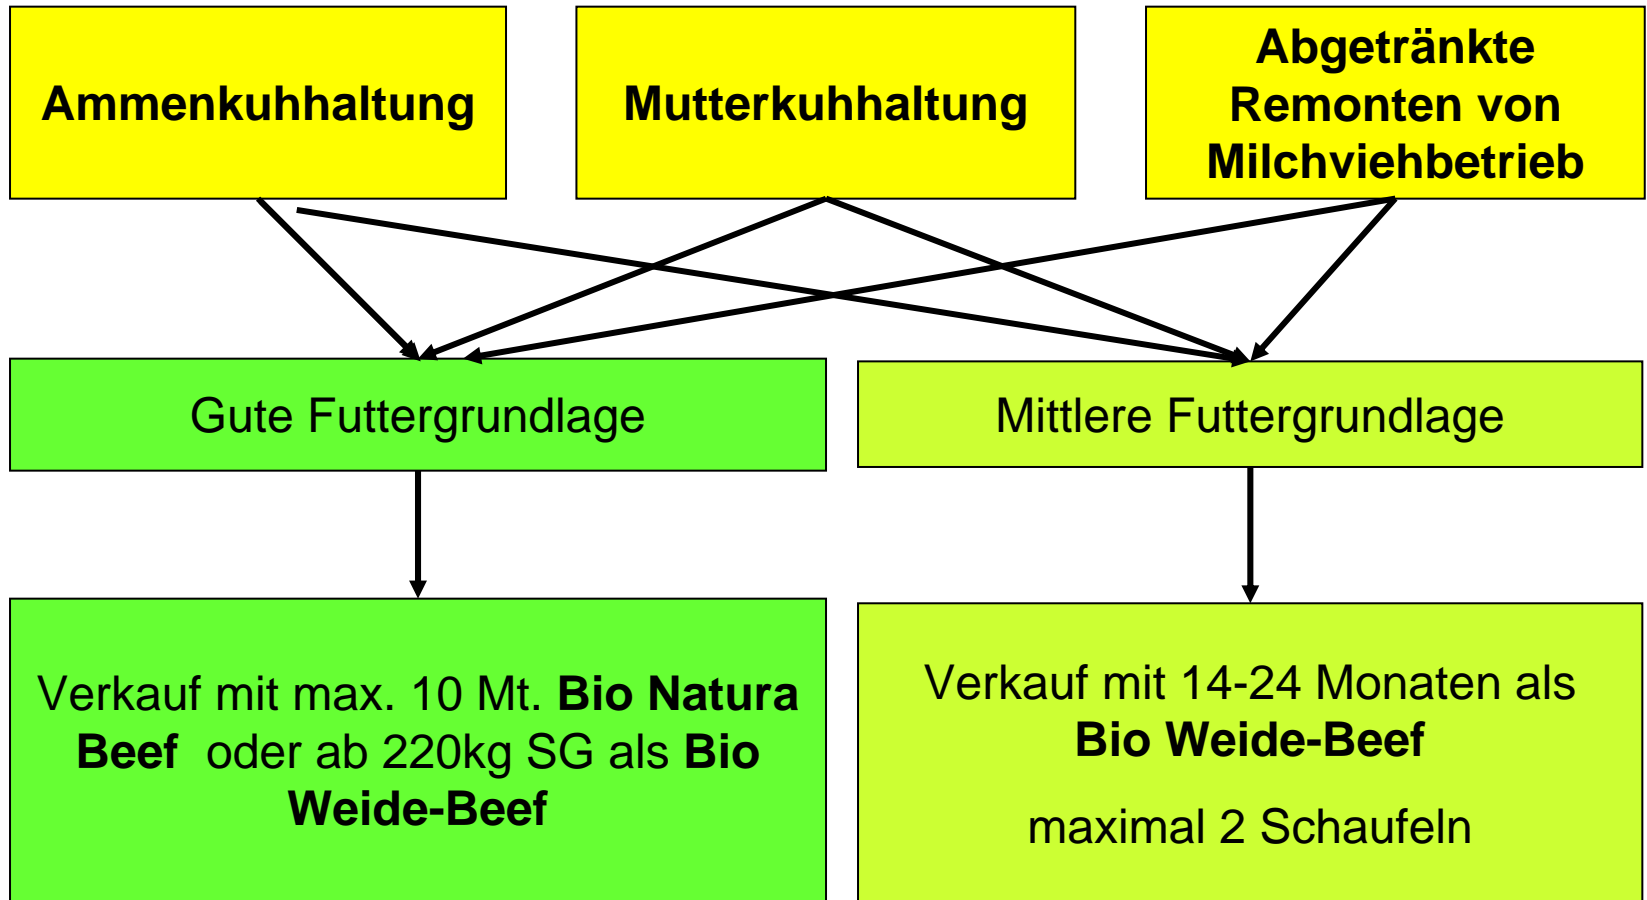 Ammenkuhhaltung
Mutterkuhhaltung
Abgetränkte
Remonten von
Milchviehbetrieb
Gute Futtergrundlage
Mittlere Futtergrundlage
Verkauf mit max. 10 Mt. Bio Natura
Beef oder ab 220kg SG als Bio
Weide-Beef
Verkauf mit 14-24 Monaten als
Bio Weide-Beef
maximal 2 Schaufeln